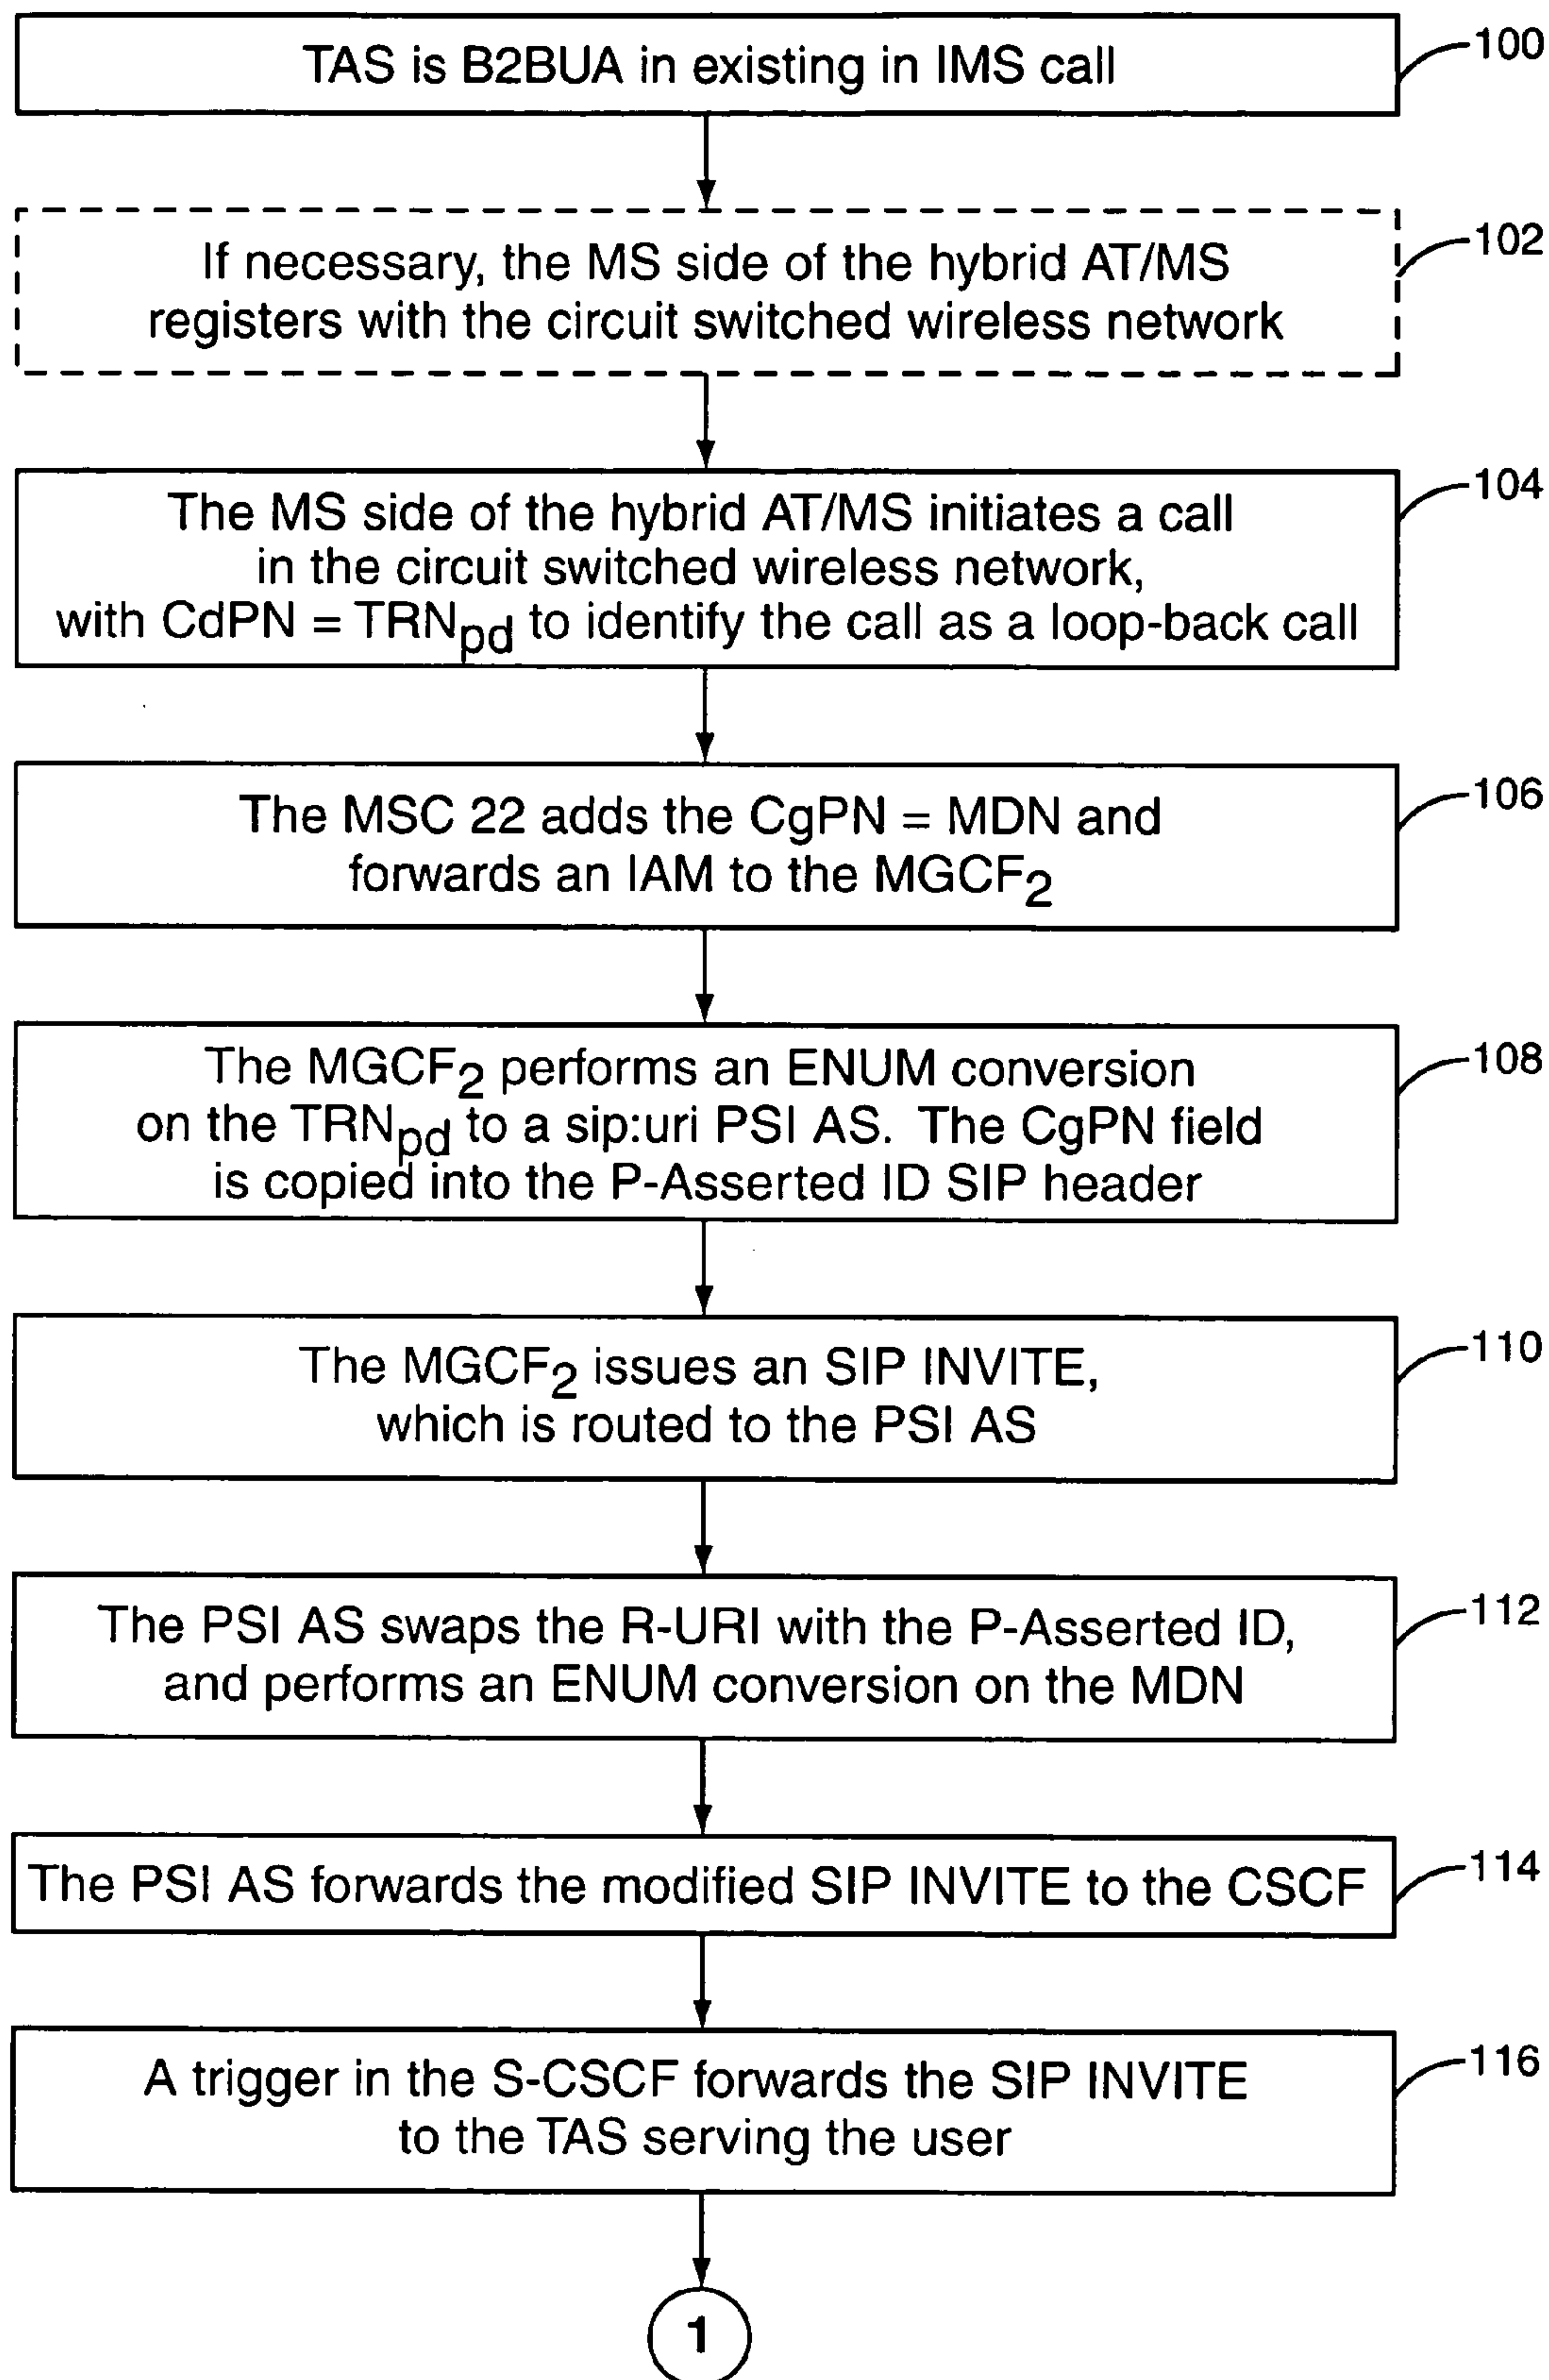 TAS is B2BUA in existing in IMS call
100
If necessary, the MS side of the hybrid AT/MS
registers with the circuit switched wireless network
102
The MS side of the hybrid AT/MS initiates a call
in the circuit switched wireless network,
with CdPN = TRNpd to identify the call as a loop-back call
104
The MSC 22 adds the CgPN = MDN and
forwards an IAM to the MGCF2
106
The MGCF2 performs an ENUM conversion
on the TRNpd to a sip:uri PSI AS. The CgPN field
is copied into the P-Asserted ID SIP header
108
The MGCF2 issues an SIP INVITE,
which is routed to the PSI AS
110
The PSI AS swaps the R-URI with the P-Asserted ID,
and performs an ENUM conversion on the MDN
112
The PSI AS forwards the modified SIP INVITE to the CSCF
114
A trigger in the S-CSCF forwards the SIP INVITE
to the TAS serving the user
116
1